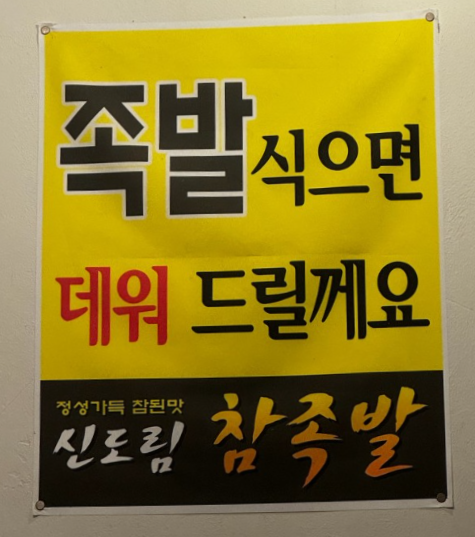 족발 식으면
데워 드릴께요
정성가득 참된맛
신도림 참족발